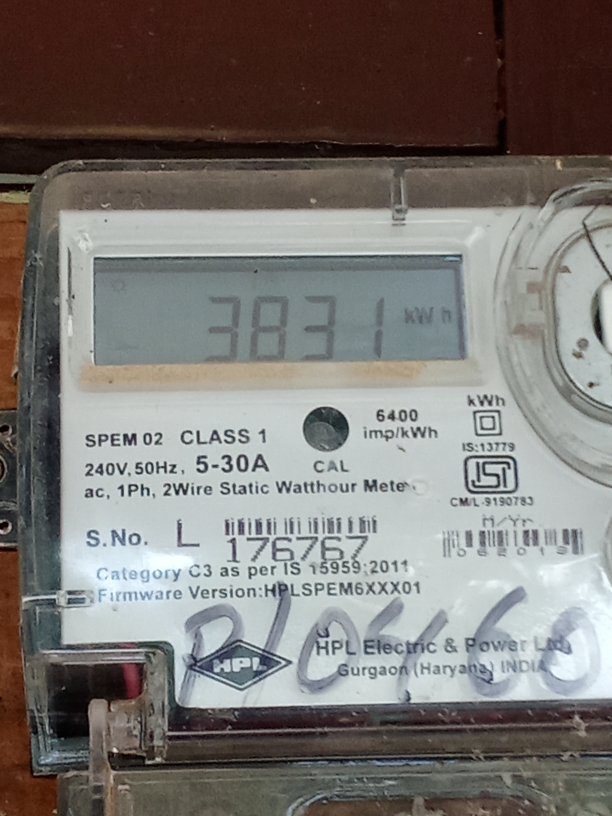 3831 kWh
kWh
6400
imp/kWh
SPEM 02 CLASS 1
240V, 50Hz, 5-30A
CAL
IS:13779
ISI
ac, 1Ph, 2Wire Static Watthour Meter
CM/L-9190783
M/Yr
S.No. L 176767
Category C3 as per IS 15959:2011
Firmware Version:HPLSPEM6XXX01
HPL
HPL Electric & Power Ltd.
Gurgaon (Haryana) INDIA